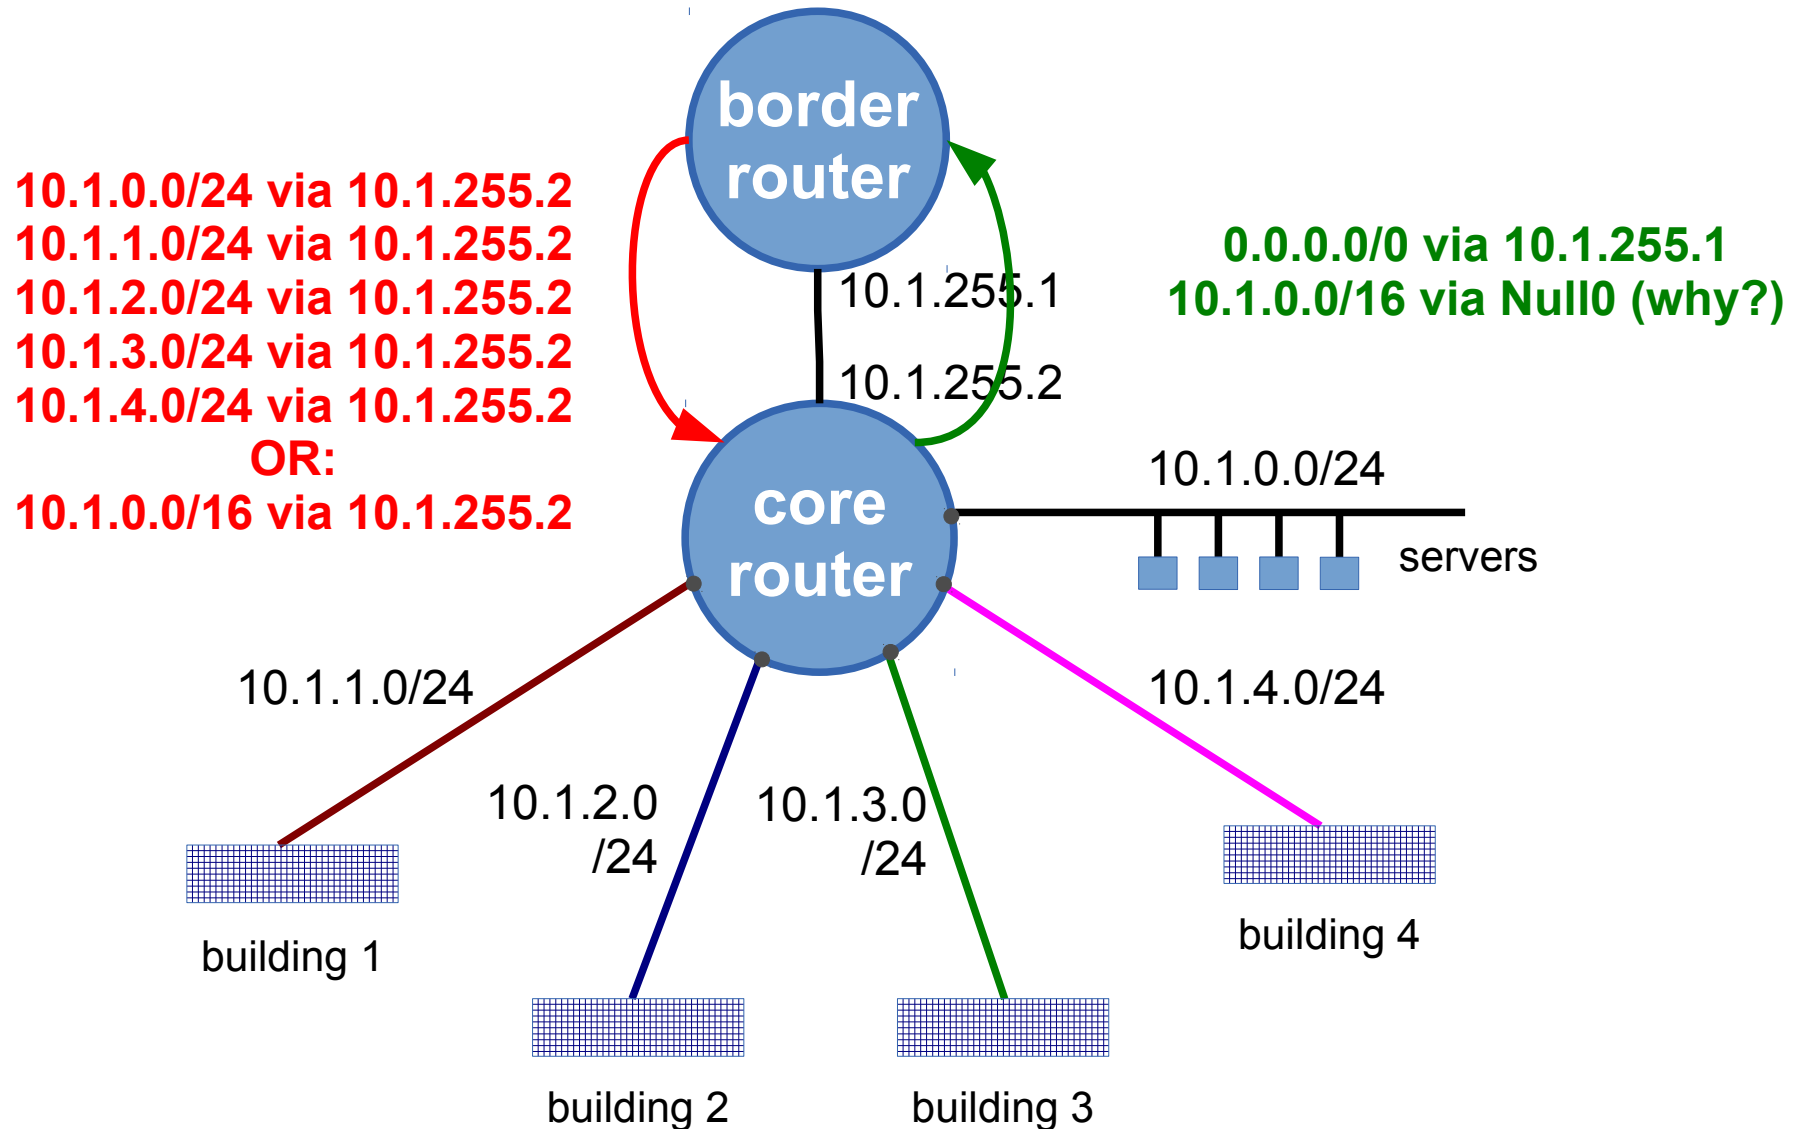 border
router
10.1.0.0/24 via 10.1.255.2
10.1.1.0/24 via 10.1.255.2
10.1.2.0/24 via 10.1.255.2
10.1.3.0/24 via 10.1.255.2
10.1.4.0/24 via 10.1.255.2
OR:
10.1.0.0/16 via 10.1.255.2
0.0.0.0/0 via 10.1.255.1
10.1.0.0/16 via Null0 (why?)
10.1.255.1
10.1.255.2
core
router
10.1.0.0/24
servers
10.1.1.0/24
10.1.2.0
/24
10.1.3.0
/24
10.1.4.0/24
building 1
building 2
building 3
building 4